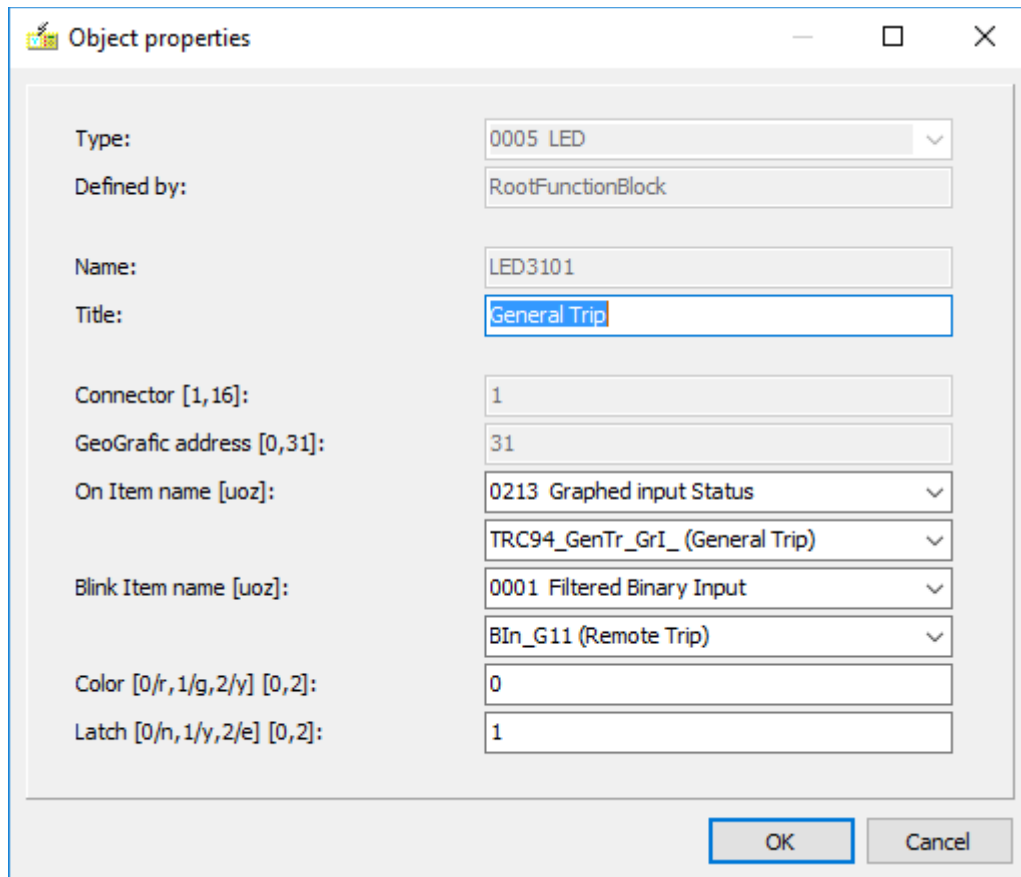 Object properties
Type: 0005 LED
Defined by: RootFunctionBlock
Name: LED3101
Title: General Trip
Connector [1,16]: 1
GeoGrafic address [0,31]: 31
On Item name [uoz]: 0213 Graphed input Status
TRC94_GenTr_GrI_ (General Trip)
Blink Item name [uoz]: 0001 Filtered Binary Input
BIn_G11 (Remote Trip)
Color [0/r,1/g,2/y] [0,2]: 0
Latch [0/n,1/y,2/e] [0,2]: 1
OK Cancel